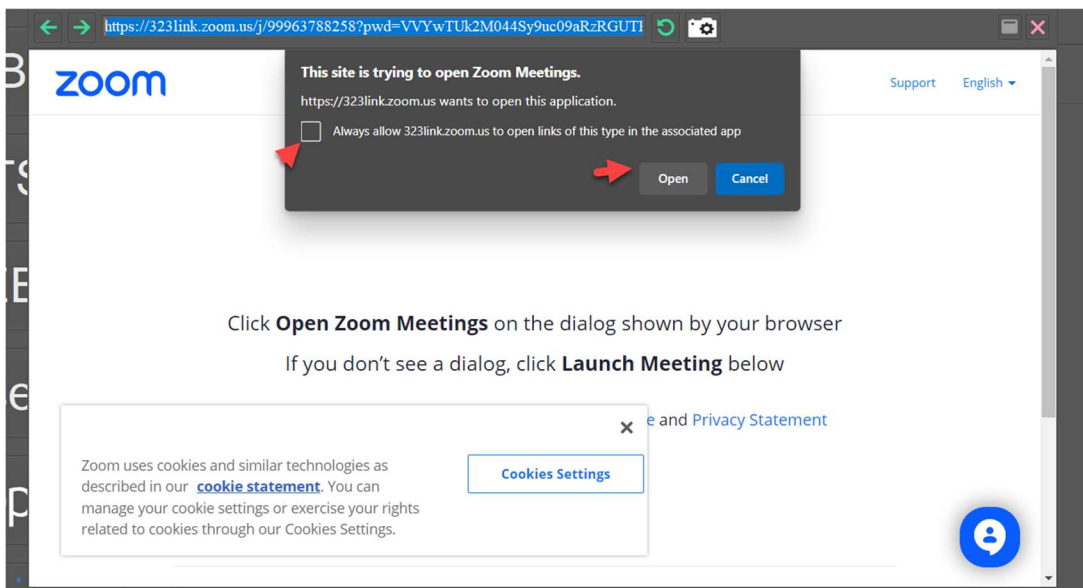 https://323link.zoom.us/j/99963788258?pwd=VVYwTUk2M044Sy9uc09aRzRGUTI
zoom
This site is trying to open Zoom Meetings.
https://323link.zoom.us wants to open this application.
Always allow 323link.zoom.us to open links of this type in the associated app
Open Cancel
Support English
Click Open Zoom Meetings on the dialog shown by your browser
If you don’t see a dialog, click Launch Meeting below
and Privacy Statement
Zoom uses cookies and similar technologies as
described in our cookie statement. You can
manage your cookie settings or exercise your rights
related to cookies through our Cookies Settings.
Cookies Settings